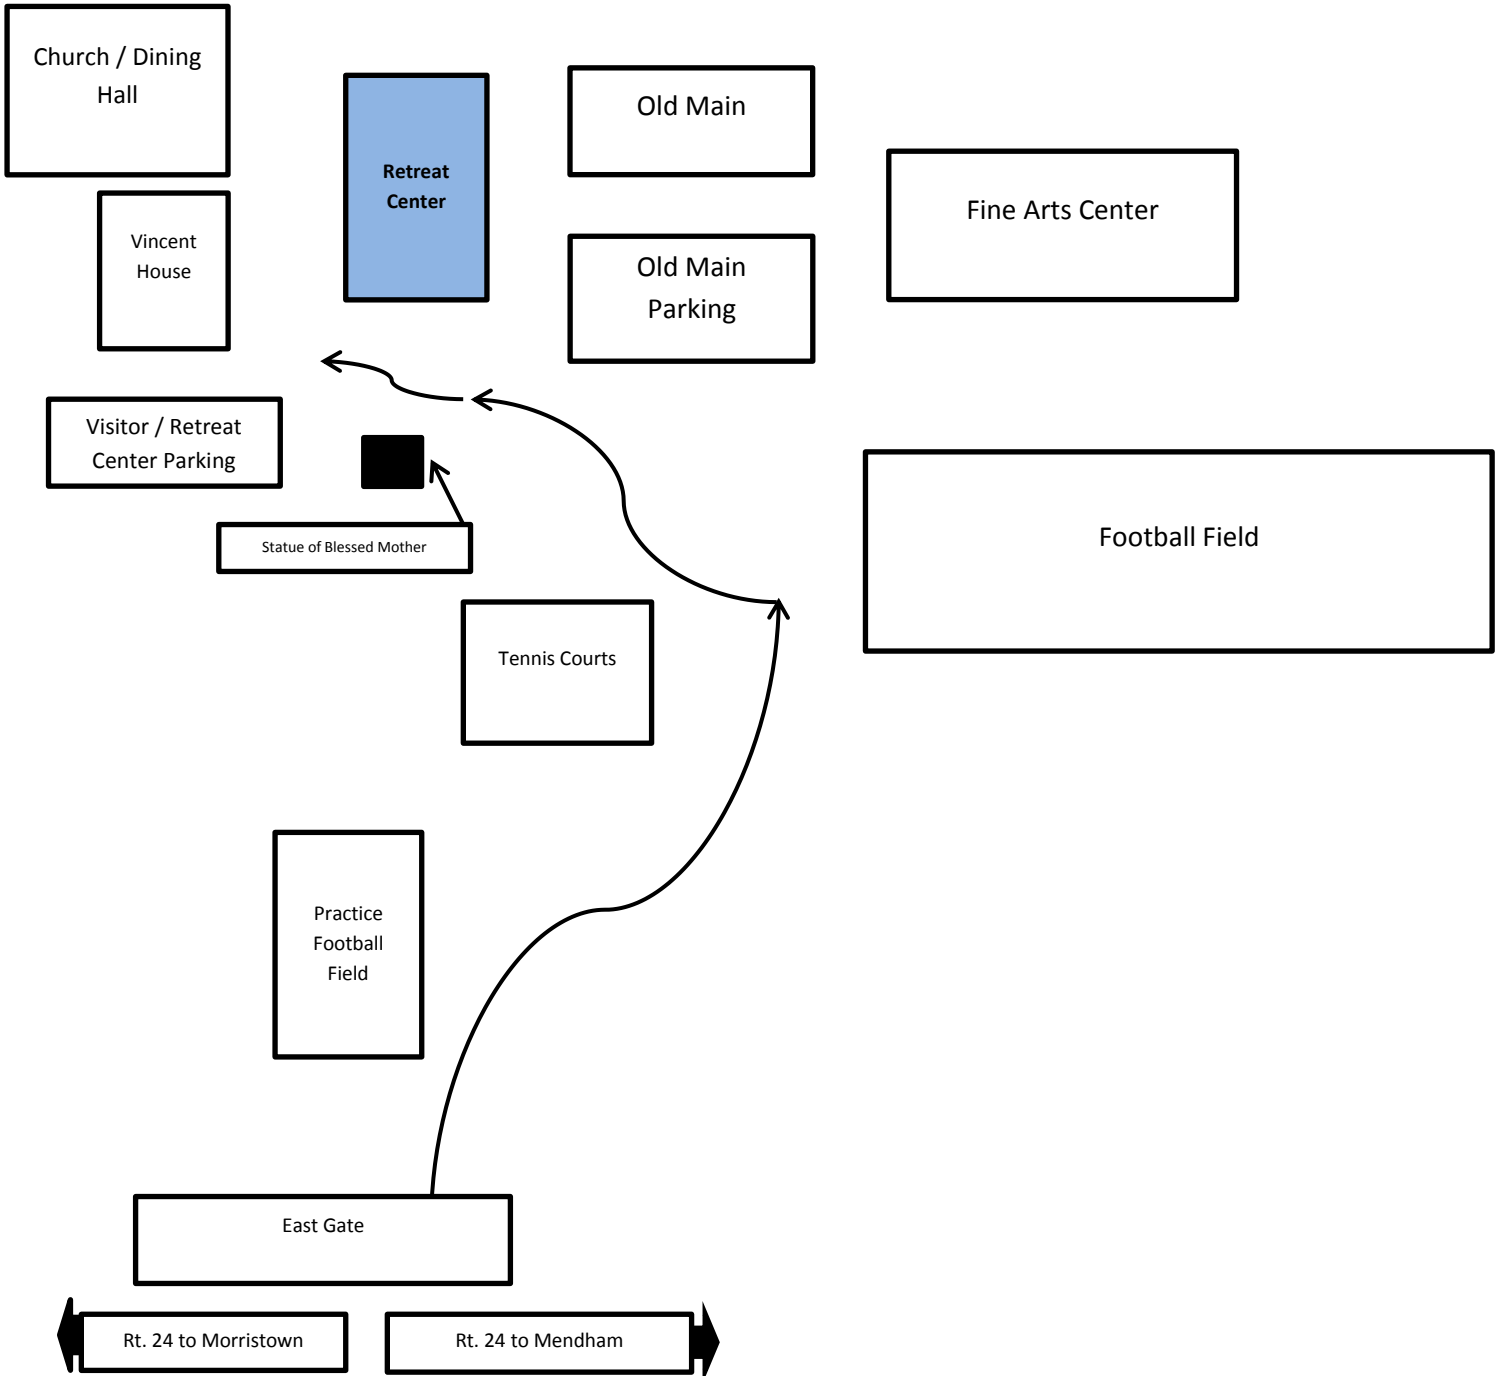 Church / Dining
Hall
Retreat
Center
Old Main
Fine Arts Center
Vincent
House
Old Main
Parking
Visitor / Retreat
Center Parking
Statue of Blessed Mother
Football Field
Tennis Courts
Practice
Football
Field
East Gate
Rt. 24 to Morristown
Rt. 24 to Mendham